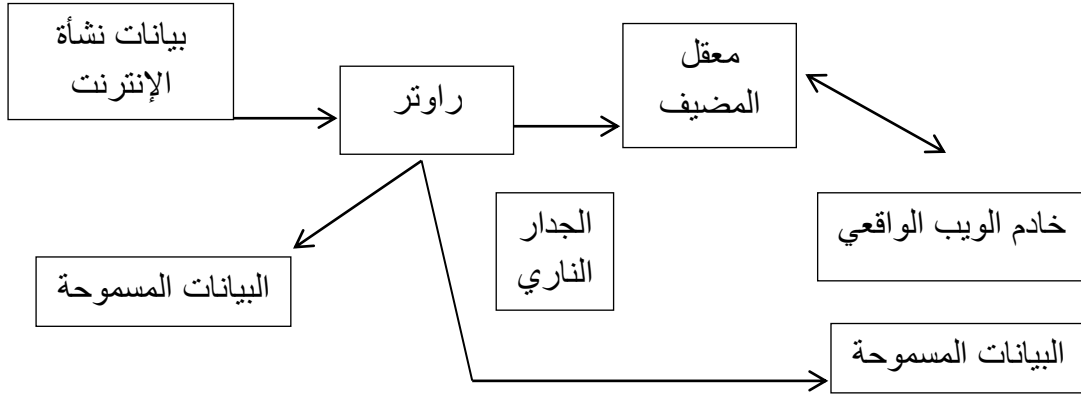 بيانات نشأة
الإنترنت
راوتر
معقل
المضيف
الجدار
الناري
خادم الويب الواقعي
البيانات المسموحة
البيانات المسموحة